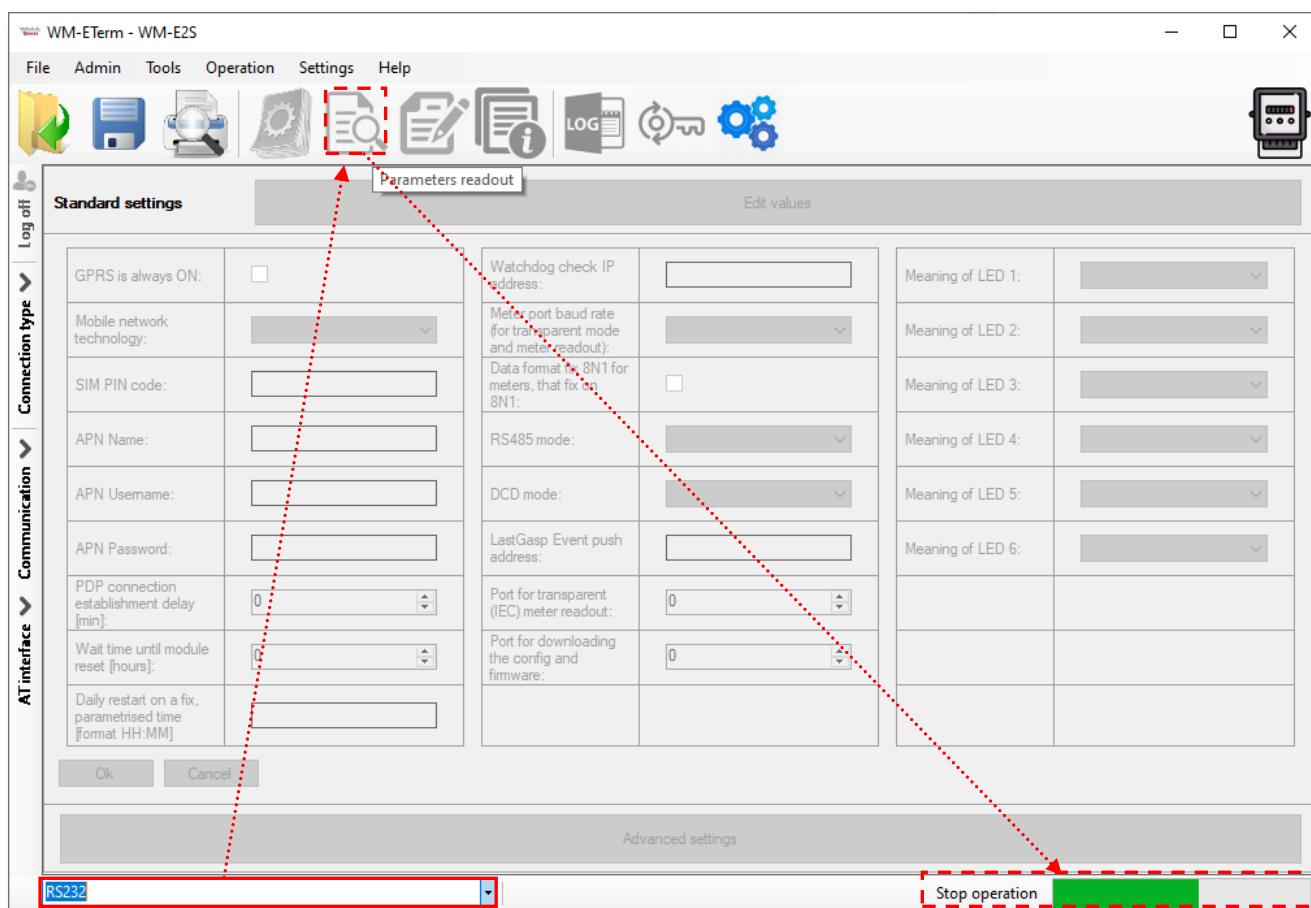 WM-ETerm - WM-E2S
File Admin Tools Operation Settings Help
LOG
Parameters readout
Log off
Connection type
Communication
AT interface
Standard settings
Edit values
GPRS is always ON:
Mobile network
technology:
SIM PIN code:
APN Name:
APN Username:
APN Password:
PDP connection
establishment delay
[min]:
0
Wait time until module
reset [hours]:
0
Daily restart on a fix,
parametrised time
[format HH:MM]
Watchdog check IP
address:
Meter port baud rate
(for transparent mode
and meter readout):
Data format fix 8N1 for
meters, that fix on
8N1:
RS485 mode:
DCD mode:
LastGasp Event push
address:
Port for transparent
(IEC) meter readout:
0
Port for downloading
the config and
firmware:
0
Meaning of LED 1:
Meaning of LED 2:
Meaning of LED 3:
Meaning of LED 4:
Meaning of LED 5:
Meaning of LED 6:
Ok Cancel
Advanced settings
RS232
Stop operation